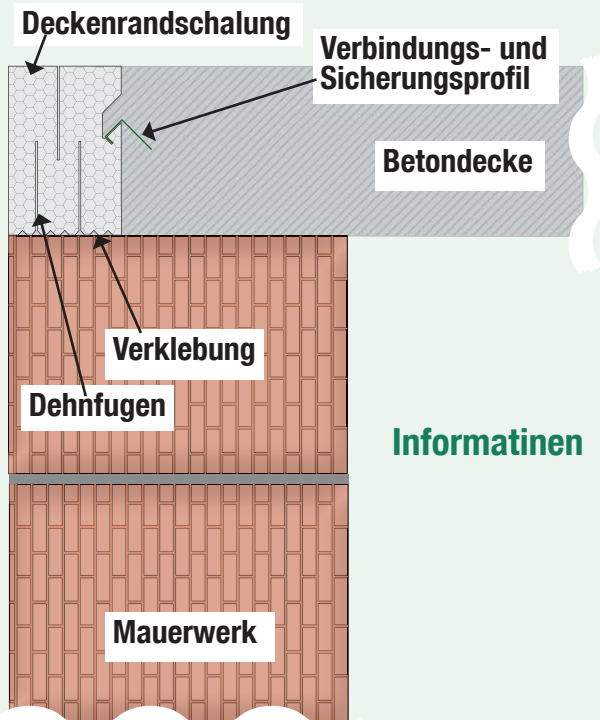 Deckenrandschalung
Verbindungs- und
Sicherungsprofil
Betondecke
Verklebung
Dehnfugen
Informatinen
Mauerwerk